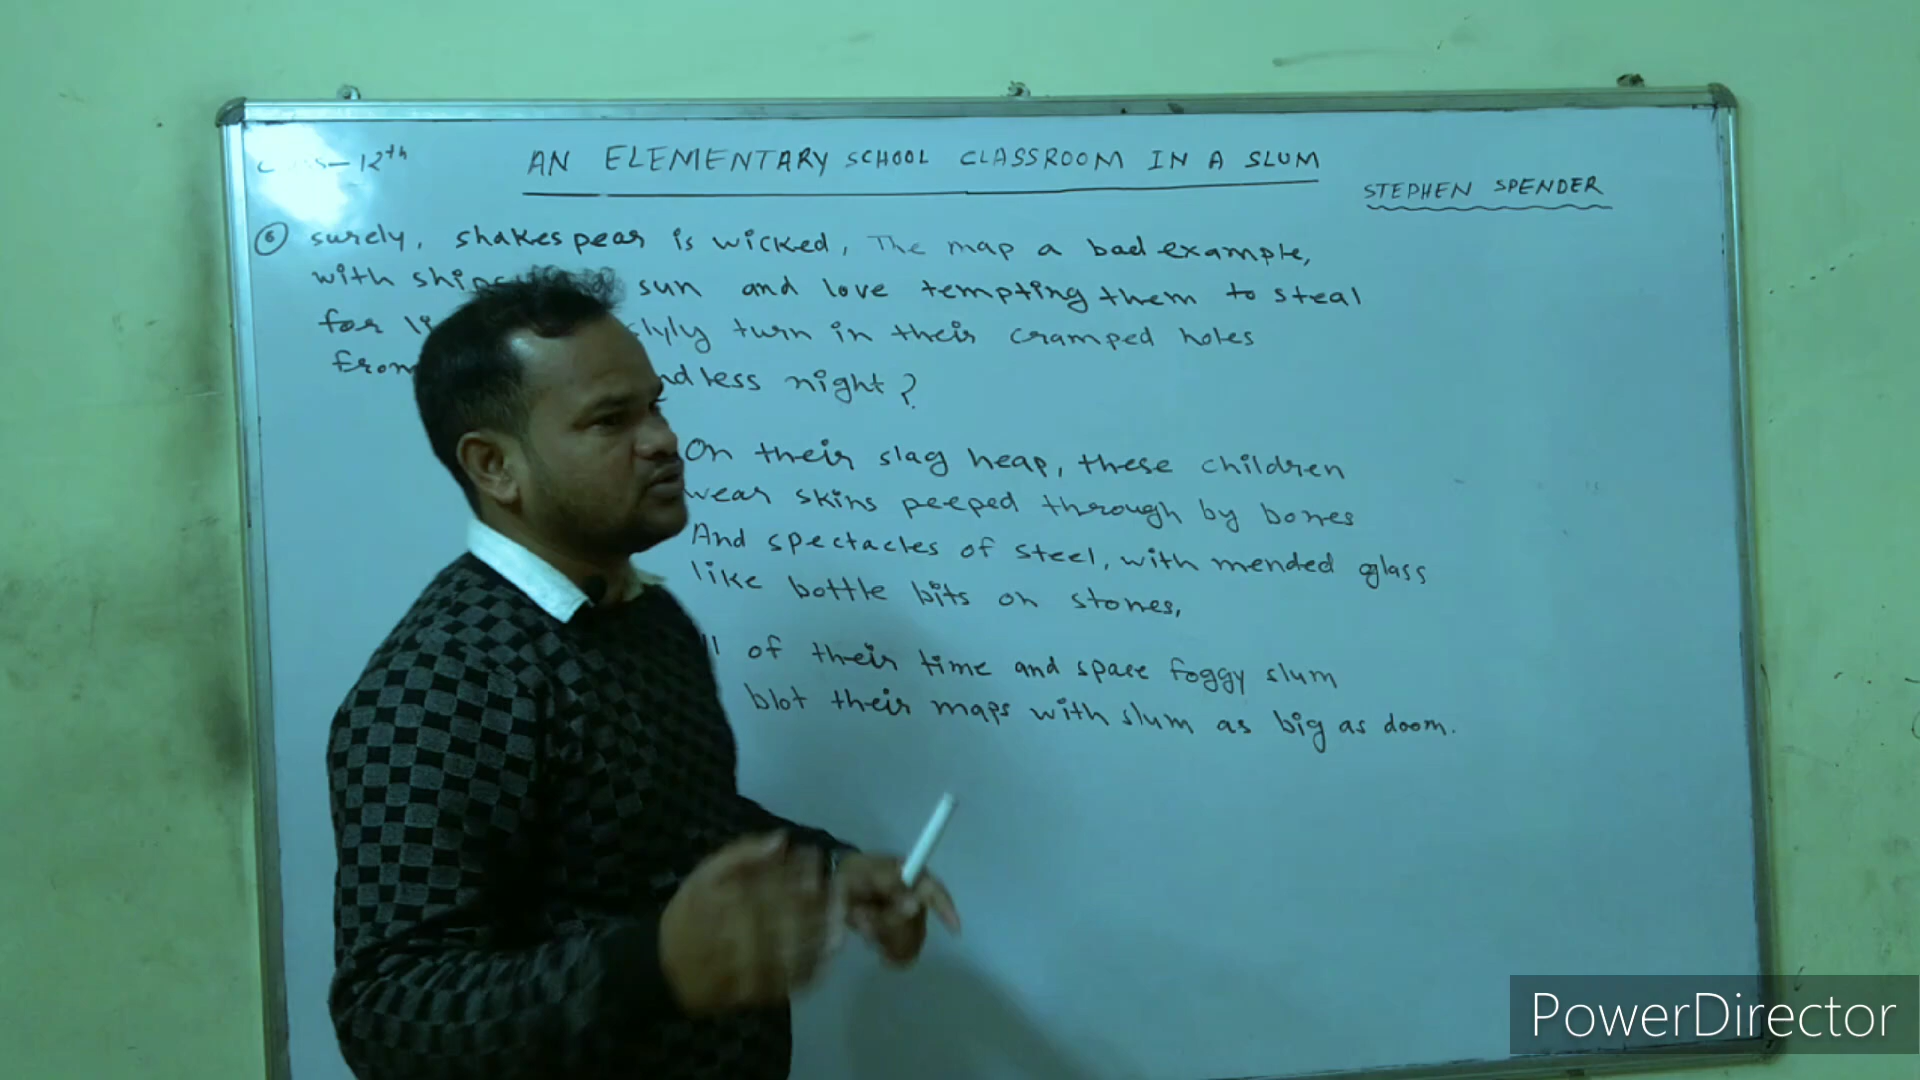 12th
AN ELEMENTARY SCHOOL CLASSROOM IN A SLUM
STEPHEN SPENDER
6 surely, shakespear is wicked, The map a bad example,
with sun and love tempting them to steal
for turn in their cramped holes
from night?
On their slag heap, these children
wear skins peeped through by bones
And spectacles of steel, with mended glass
like bottle bits on stones,
of their time and space foggy slum
blot their maps with slum as big as doom.
PowerDirector